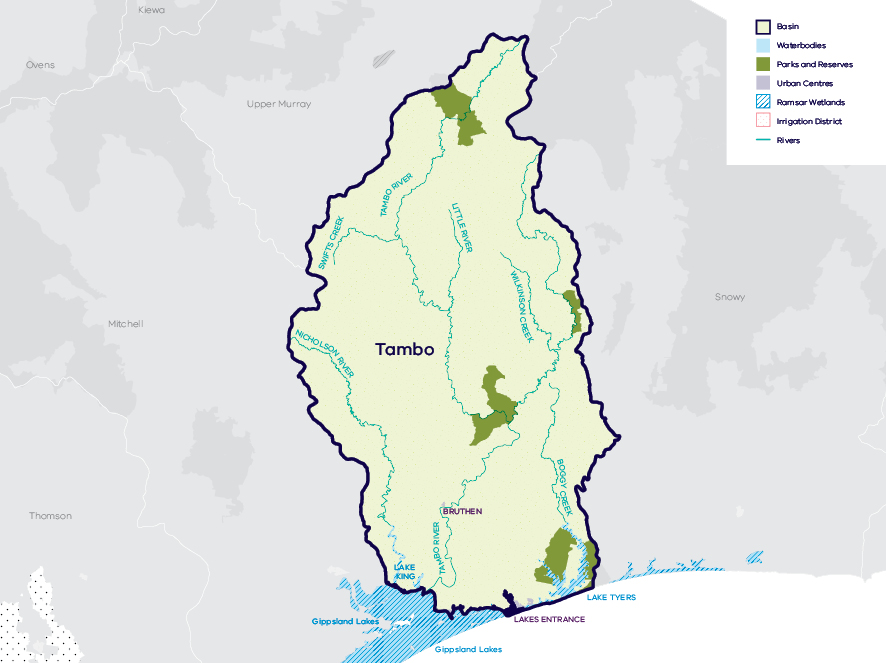 Kiewa
Ovens
Upper Murray
Basin
Waterbodies
Parks and Reserves
Urban Centres
Ramsar Wetlands
Irrigation District
Rivers
TAMBO RIVER
SWIFTS CREEK
LITTLE RIVER
WILKINSON CREEK
Snowy
Mitchell
NICHOLSON RIVER
Tambo
BOGGY CREEK
Thomson
BRUTHEN
TAMBO RIVER
LAKE
KING
LAKE TYERS
Gippsland Lakes
LAKES ENTRANCE
Gippsland Lakes